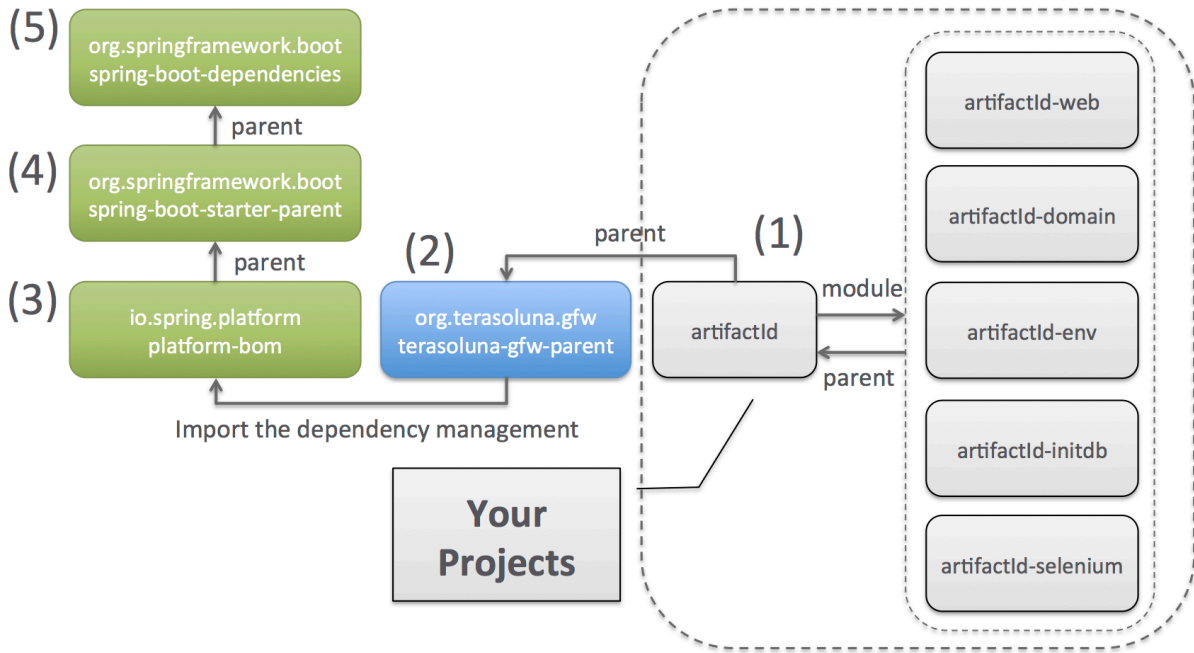 (5)
org.springframework.boot
spring-boot-dependencies
parent
(4)
org.springframework.boot
spring-boot-starter-parent
parent
(3)
io.spring.platform
platform-bom
Import the dependency management
(2)
org.terasoluna.gfw
terasoluna-gfw-parent
parent
(1)
artifactId
module
parent
Your
Projects
artifactId-web
artifactId-domain
artifactId-env
artifactId-initdb
artifactId-selenium